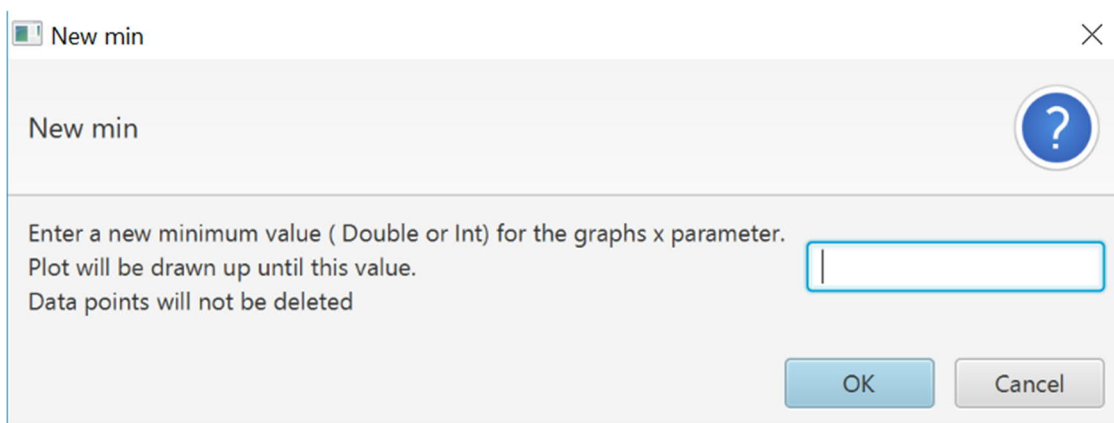 New min
New min
?
Enter a new minimum value ( Double or Int) for the graphs x parameter.
Plot will be drawn up until this value.
Data points will not be deleted
OK
Cancel